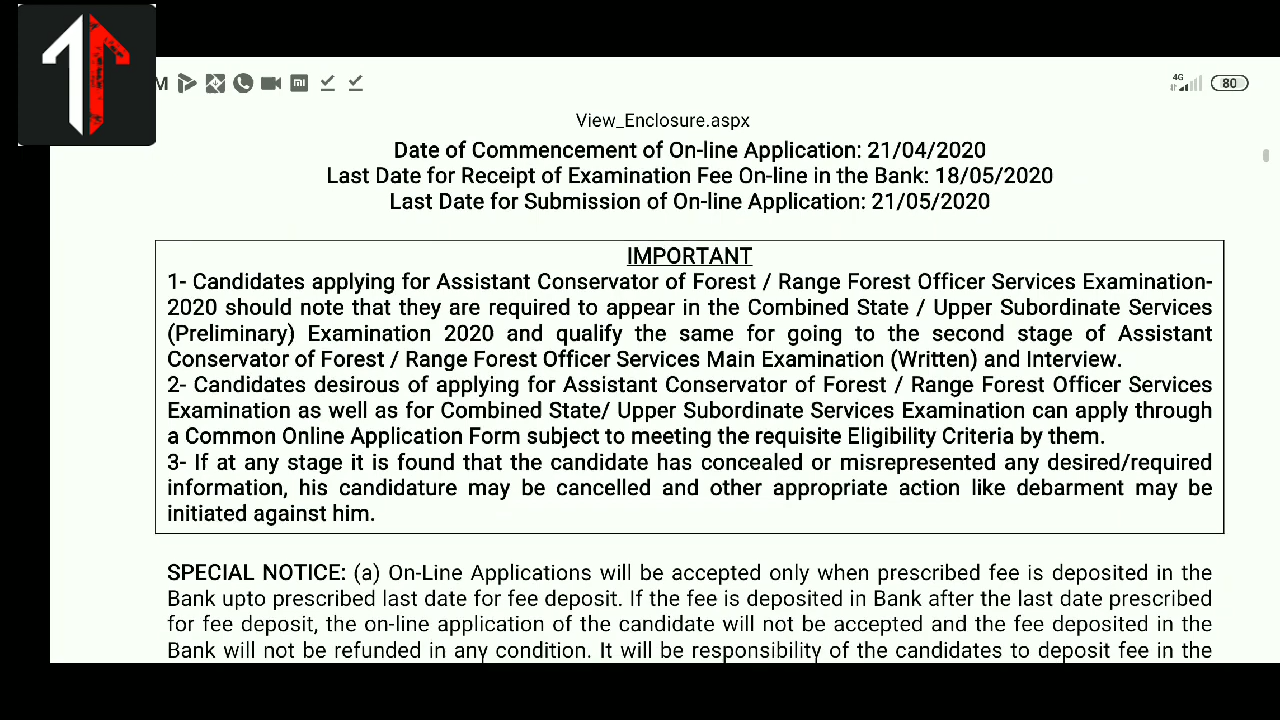 M
4G
80
View_Enclosure.aspx
Date of Commencement of On-line Application: 21/04/2020
Last Date for Receipt of Examination Fee On-line in the Bank: 18/05/2020
Last Date for Submission of On-line Application: 21/05/2020
IMPORTANT
1- Candidates applying for Assistant Conservator of Forest / Range Forest Officer Services Examination-
2020 should note that they are required to appear in the Combined State / Upper Subordinate Services
(Preliminary) Examination 2020 and qualify the same for going to the second stage of Assistant
Conservator of Forest / Range Forest Officer Services Main Examination (Written) and Interview.
2- Candidates desirous of applying for Assistant Conservator of Forest / Range Forest Officer Services
Examination as well as for Combined State/ Upper Subordinate Services Examination can apply through
a Common Online Application Form subject to meeting the requisite Eligibility Criteria by them.
3- If at any stage it is found that the candidate has concealed or misrepresented any desired/required
information, his candidature may be cancelled and other appropriate action like debarment may be
initiated against him.
SPECIAL NOTICE: (a) On-Line Applications will be accepted only when prescribed fee is deposited in the
Bank upto prescribed last date for fee deposit. If the fee is deposited in Bank after the last date prescribed
for fee deposit, the on-line application of the candidate will not be accepted and the fee deposited in the
Bank will not be refunded in any condition. It will be responsibility of the candidates to deposit fee in the